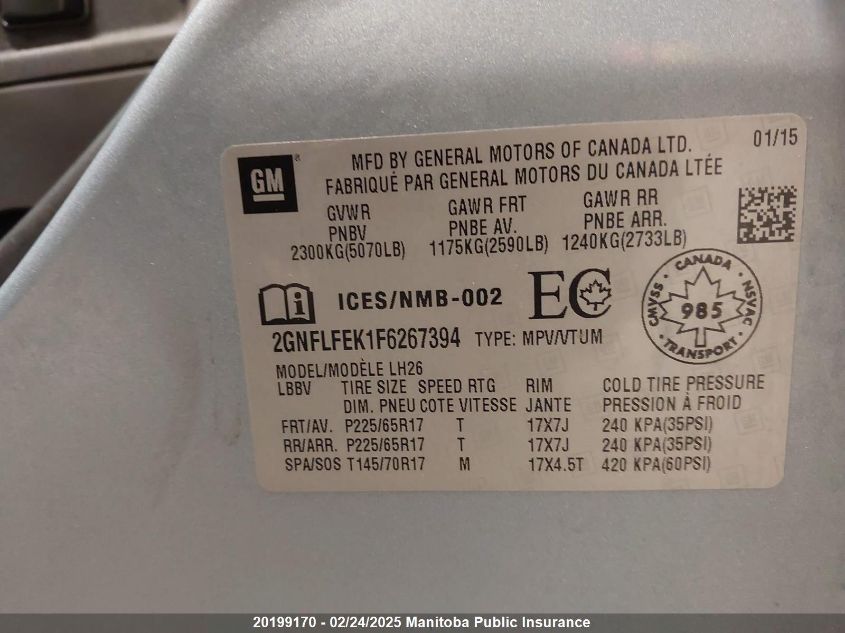 MFD BY GENERAL MOTORS OF CANADA LTD. 01/15
FABRIQUÉ PAR GENERAL MOTORS DU CANADA LTÉE
GM
GVWR GAWR FRT GAWR RR
PNBV PNBE AV. PNBE ARR.
2300KG(5070LB) 1175KG(2590LB) 1240KG(2733LB)
ICES/NMB-002 EC
CANADA
CMVSS 985 NSVAC
TRANSPORT
2GNFLFEK1F6267394 TYPE: MPV/VTUM
MODEL/MODÈLE LH26
LBBV TIRE SIZE SPEED RTG RIM COLD TIRE PRESSURE
DIM. PNEU COTE VITESSE JANTE PRESSION À FROID
FRT/AV. P225/65R17 T 17X7J 240 KPA(35PSI)
RR/ARR. P225/65R17 T 17X7J 240 KPA(35PSI)
SPA/SOS T145/70R17 M 17X4.5T 420 KPA(60PSI)
20199170 - 02/24/2025 Manitoba Public Insurance